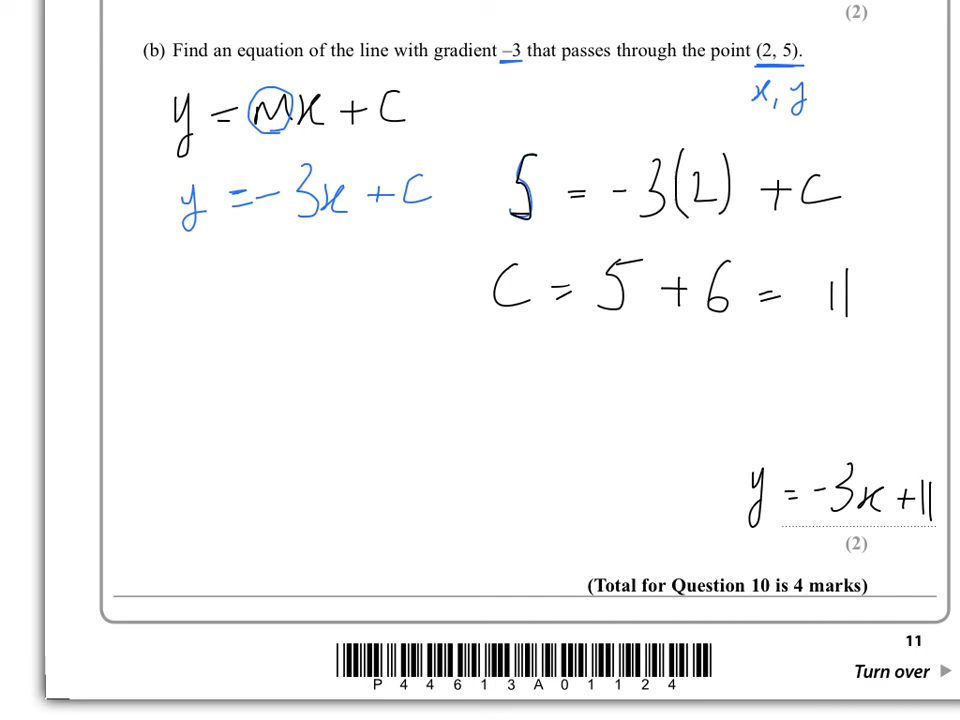 (2)
(b) Find an equation of the line with gradient –3 that passes through the point (2, 5).
x, y
y = mx + c
y = - 3x + c
5 = - 3(2) + c
c = 5 + 6 = 11
y = -3x + 11
(2)
(Total for Question 10 is 4 marks)
11
P 4 4 6 1 3 A 0 1 1 2 4
Turn over